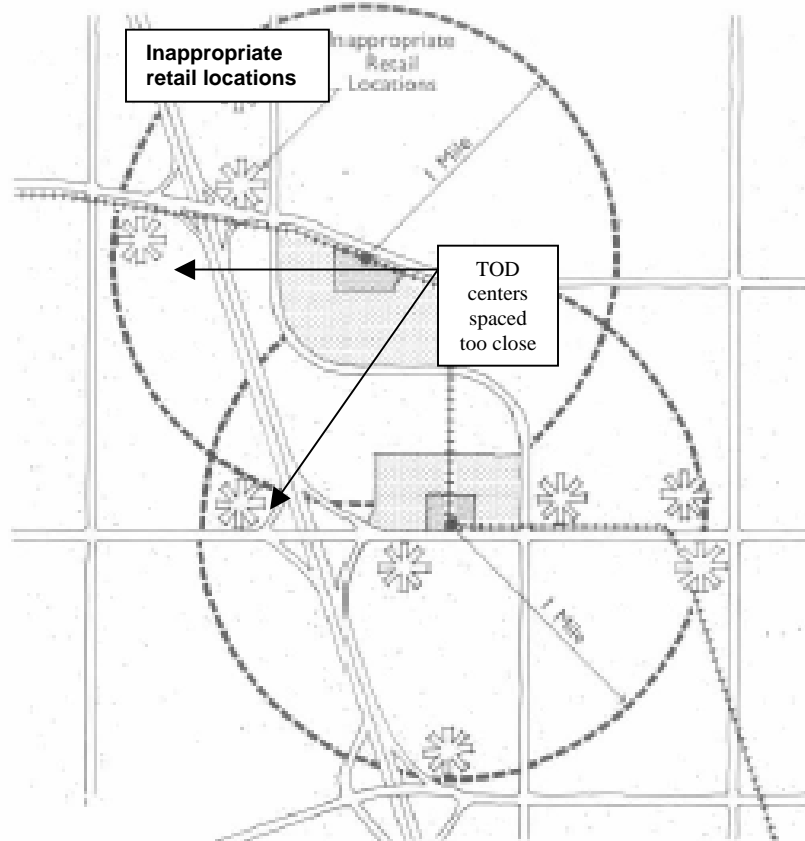 Inappropriate
retail locations
Inappropriate
Retail
Locations
1 Mile
TOD
centers
spaced
too close
1 Mile